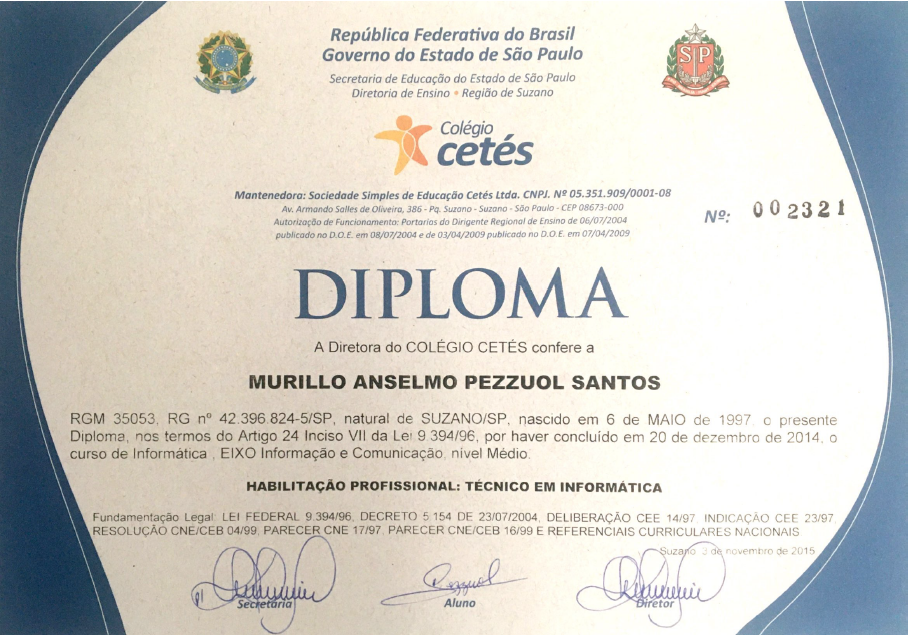 República Federativa do Brasil
Governo do Estado de São Paulo
Secretaria de Educação do Estado de São Paulo
Diretoria de Ensino • Região de Suzano
SP
Colégio
cetés
Mantenedora: Sociedade Simples de Educação Cetés Ltda. CNPJ. Nº 05.351.909/0001-08
Av. Armando Salles de Oliveira, 386 - Pq. Suzano - Suzano - São Paulo - CEP 08673-000
Autorização de Funcionamento: Portarias do Dirigente Regional de Ensino de 06/07/2004
publicado no D.O.E. em 08/07/2004 e de 03/04/2009 publicado no D.O.E. em 07/04/2009
Nº: 002321
DIPLOMA
A Diretora do COLÉGIO CETÉS confere a
MURILLO ANSELMO PEZZUOL SANTOS
RGM 35053, RG nº 42.396.824-5/SP, natural de SUZANO/SP, nascido em 6 de MAIO de 1997, o presente
Diploma, nos termos do Artigo 24 Inciso VII da Lei 9.394/96, por haver concluído em 20 de dezembro de 2014, o
curso de Informática , EIXO Informação e Comunicação, nível Médio.
HABILITAÇÃO PROFISSIONAL: TÉCNICO EM INFORMÁTICA
Fundamentação Legal: LEI FEDERAL 9.394/96, DECRETO 5.154 DE 23/07/2004, DELIBERAÇÃO CEE 14/97, INDICAÇÃO CEE 23/97,
RESOLUÇÃO CNE/CEB 04/99, PARECER CNE 17/97, PARECER CNE/CEB 16/99 E REFERENCIAIS CURRICULARES NACIONAIS
Suzano, 3 de novembro de 2015
Pezzuol
Secretária
Aluno
Diretor